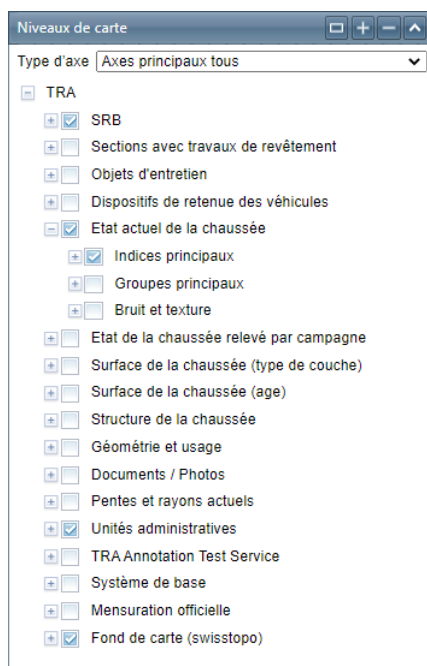 Niveaux de carte
Type d'axe Axes principaux tous
TRA
SRB
Sections avec travaux de revêtement
Objets d'entretien
Dispositifs de retenue des véhicules
Etat actuel de la chaussée
Indices principaux
Groupes principaux
Bruit et texture
Etat de la chaussée relevé par campagne
Surface de la chaussée (type de couche)
Surface de la chaussée (age)
Structure de la chaussée
Géométrie et usage
Documents / Photos
Pentes et rayons actuels
Unités administratives
TRA Annotation Test Service
Système de base
Mensuration officielle
Fond de carte (swisstopo)